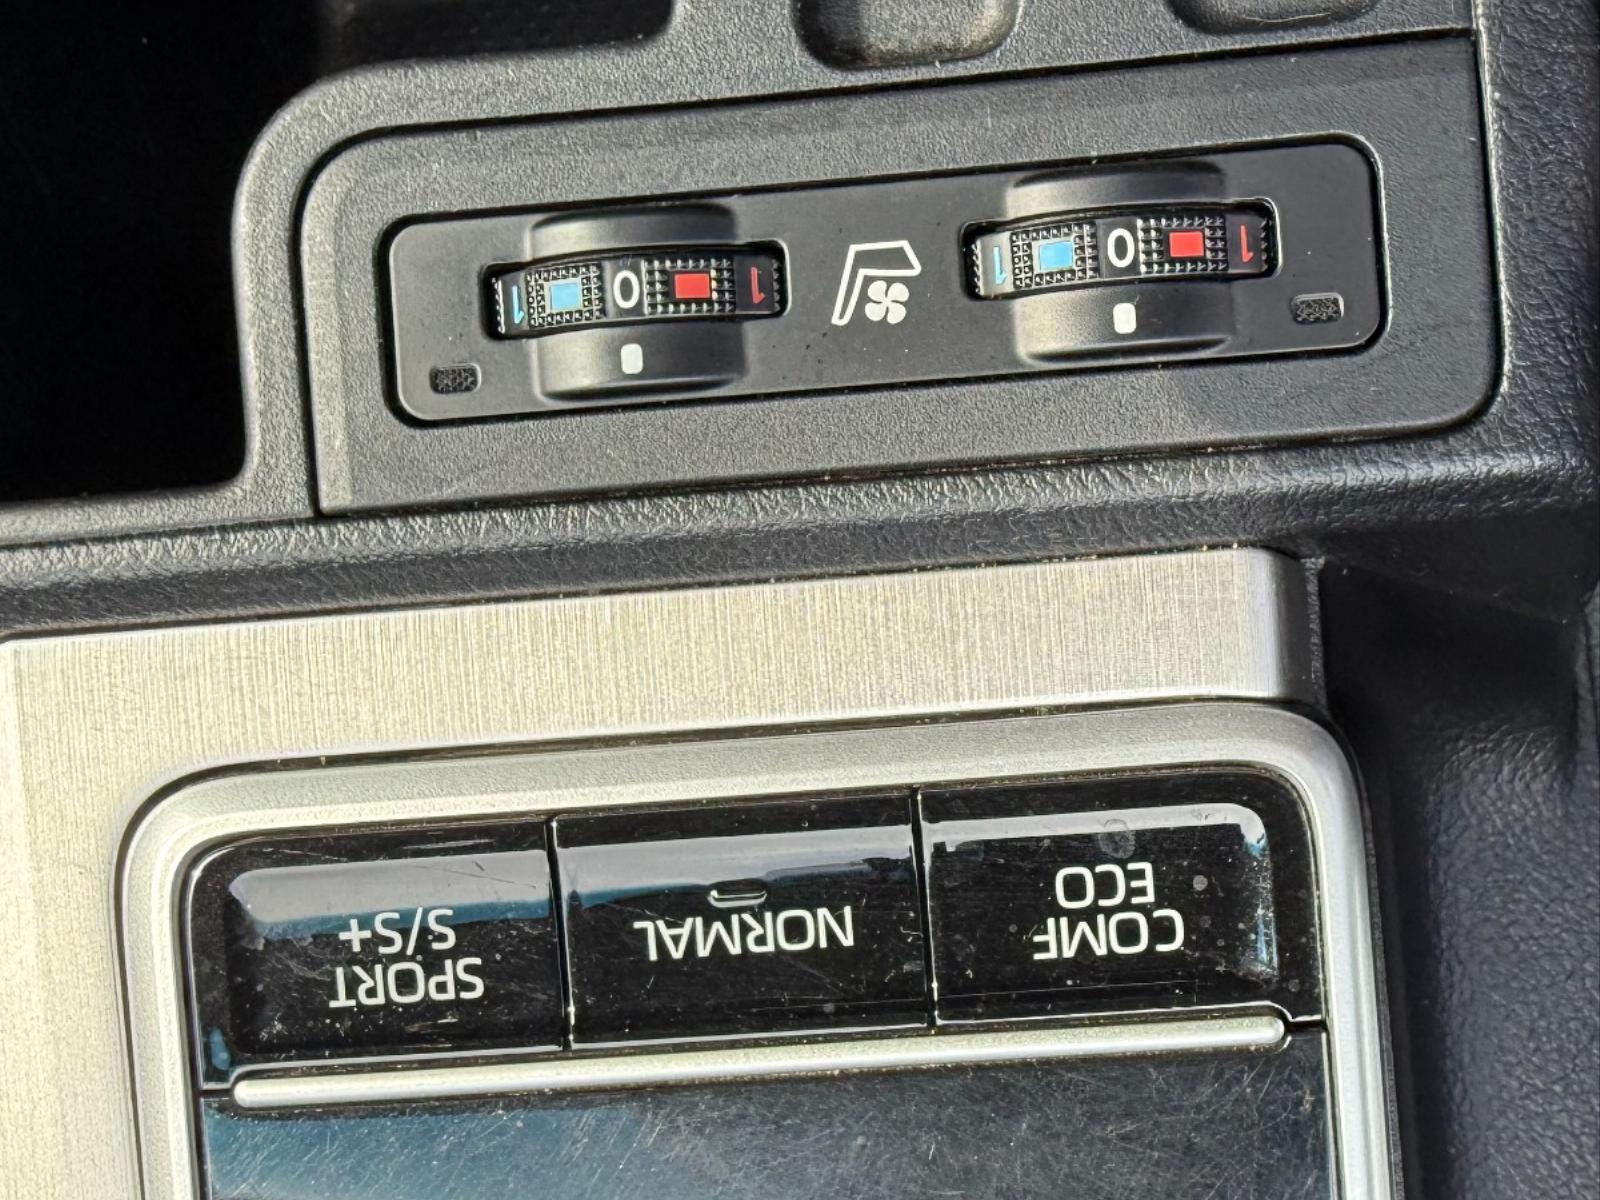 1 0 1
1 0 1
COMF
ECO
NORMAL
SPORT
S/S+